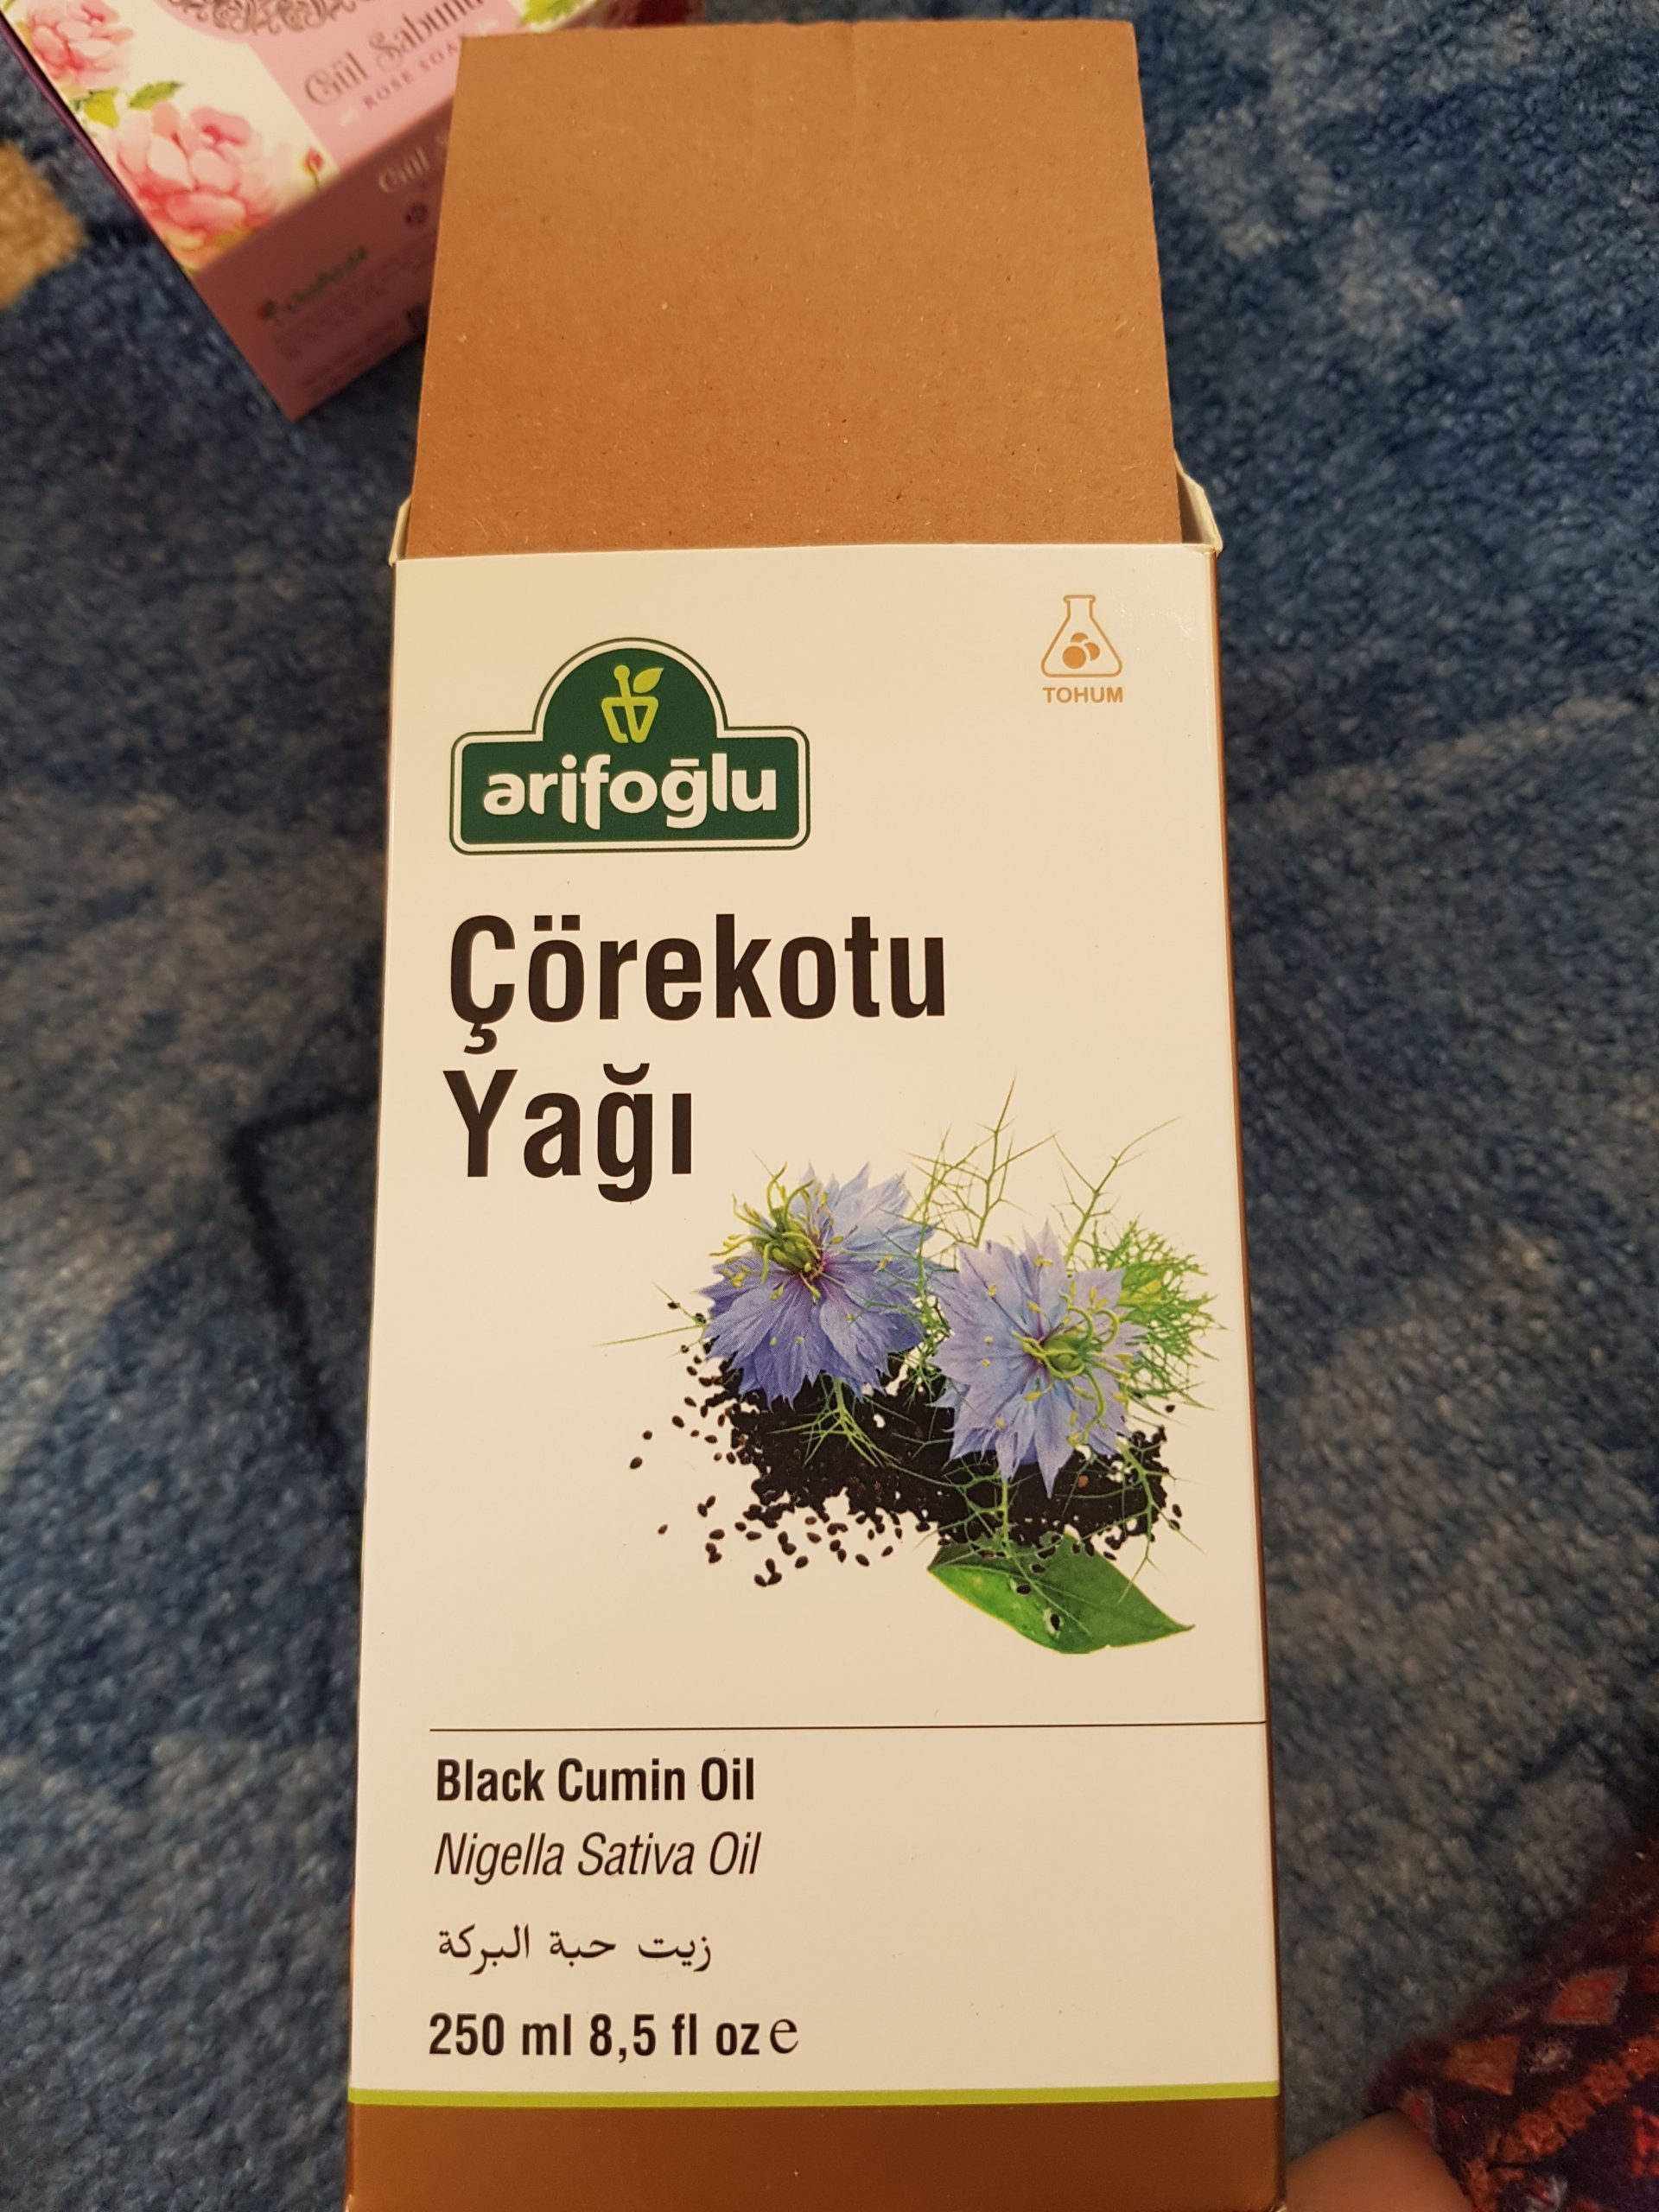 Gül Sabunu
ROSE SOAP
Gül
TOHUM
arifoğlu
Çörekotu
Yağı
Black Cumin Oil
Nigella Sativa Oil
زيت حبة البركة
250 ml 8,5 fl oz e